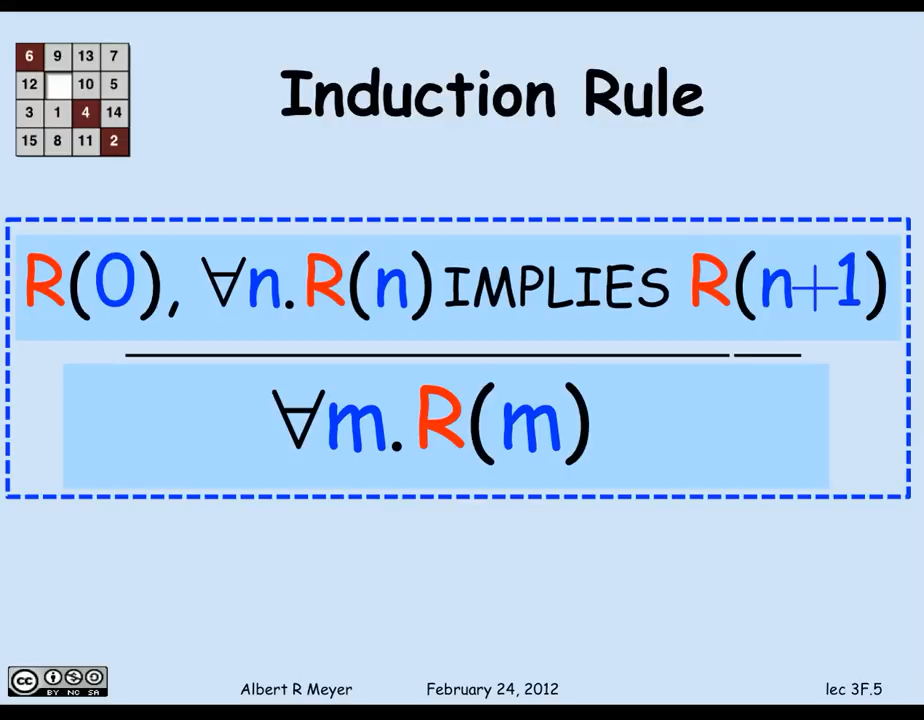 6 9 13 7
12 10 5
3 1 4 14
15 8 11 2
Induction Rule
R(0), ∀n.R(n) IMPLIES R(n+1)
∀m.R(m)
cc BY NC SA
Albert R Meyer February 24, 2012 lec 3F.5